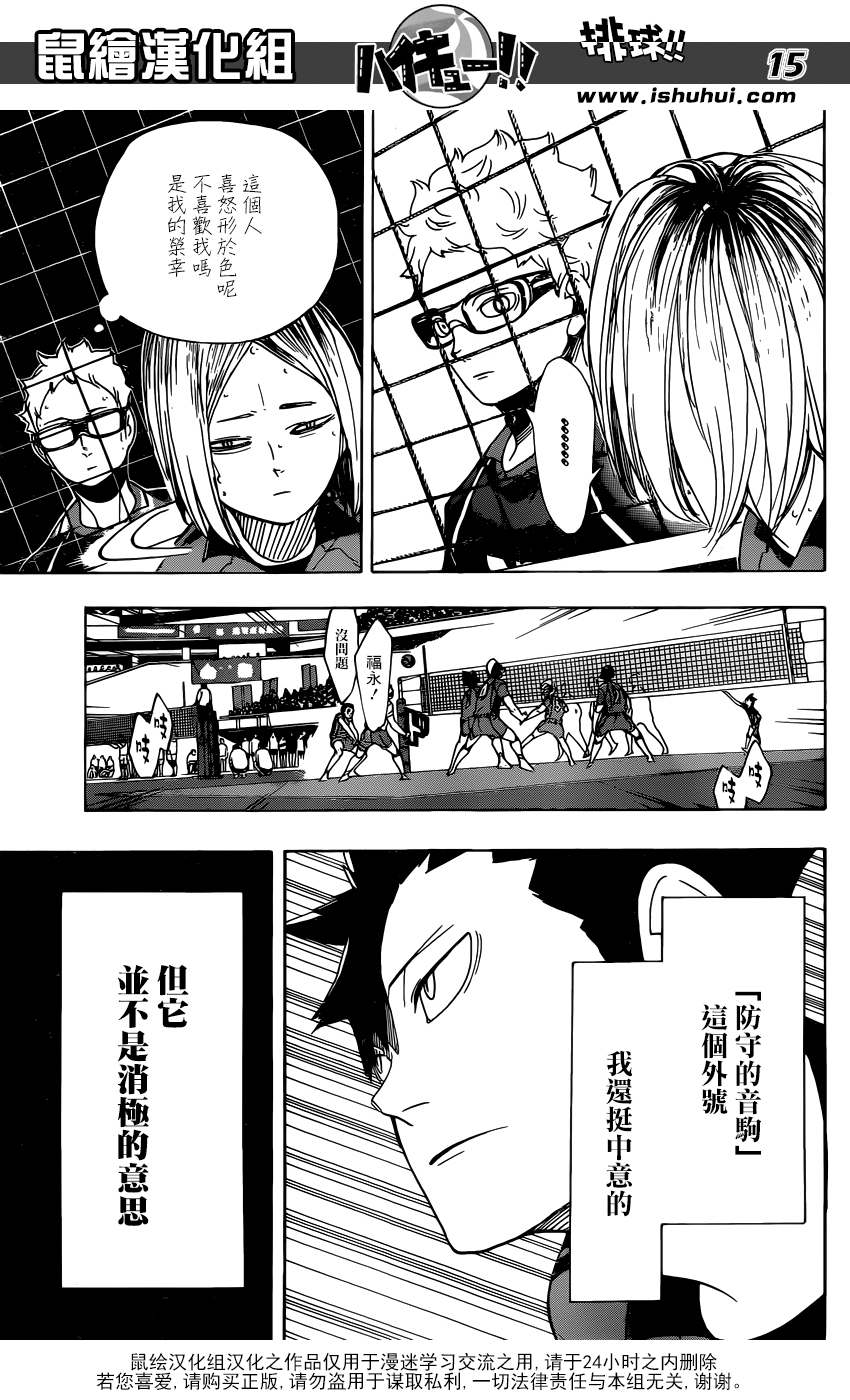 鼠繪漢化組
ハイキュー!!
排球!!
15
www.ishuhui.com
……
這個人
喜怒形於色呢
不喜歡我嗎
是我的榮幸
福永!
沒問題
吱
吱
吱
吱
「防守的音駒」
這個外號
我還挺中意的
但它
並不是消極的意思
鼠绘汉化组汉化之作品仅用于漫迷学习交流之用,请于24小时之内删除
若您喜爱,请购买正版,请勿盗用于谋取私利,一切法律责任与本组无关,谢谢。